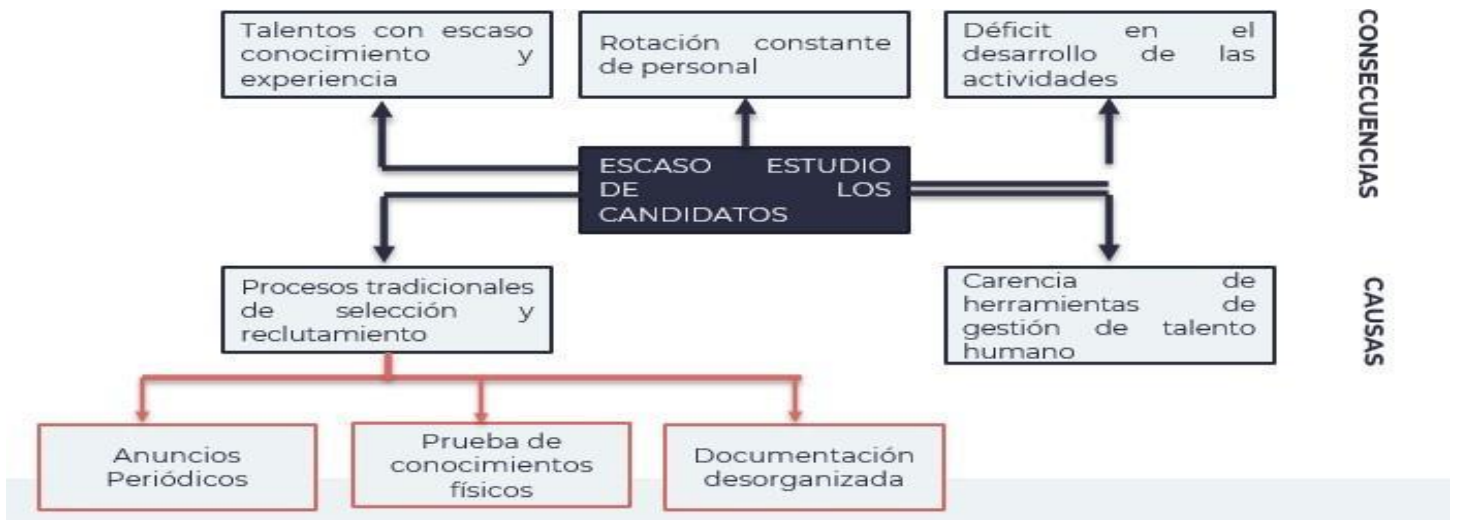 Talentos con escaso
conocimiento y
experiencia
Rotación constante
de personal
Déficit en el
desarrollo de las
actividades
CONSECUENCIAS
ESCASO ESTUDIO
DE LOS
CANDIDATOS
Procesos tradicionales
de selección y
reclutamiento
Carencia de
herramientas de
gestión de talento
humano
CAUSAS
Anuncios
Periódicos
Prueba de
conocimientos
físicos
Documentación
desorganizada